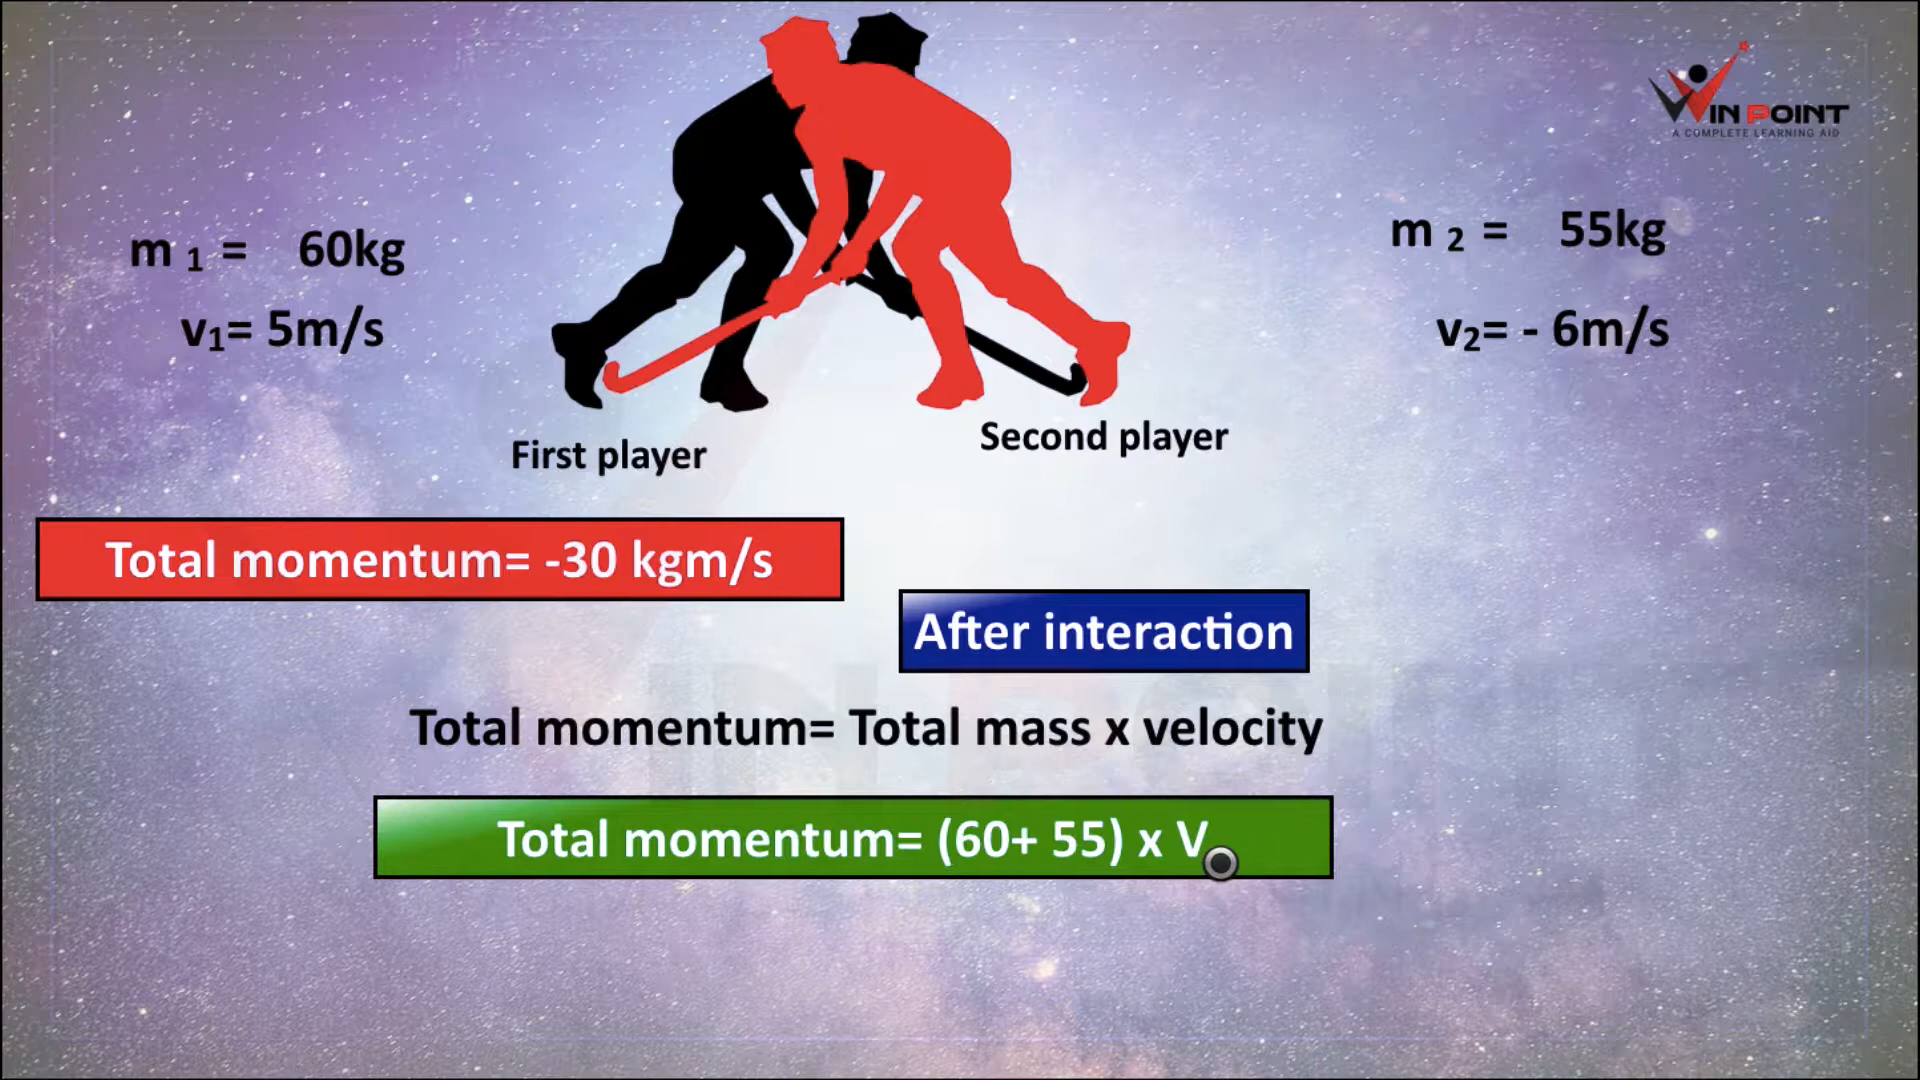 WIN POINT
A COMPLETE LEARNING AID
m 1 = 60kg
v1= 5m/s
m 2 = 55kg
v2= - 6m/s
First player
Second player
Total momentum= -30 kgm/s
After interaction
Total momentum= Total mass x velocity
Total momentum= (60+ 55) x V